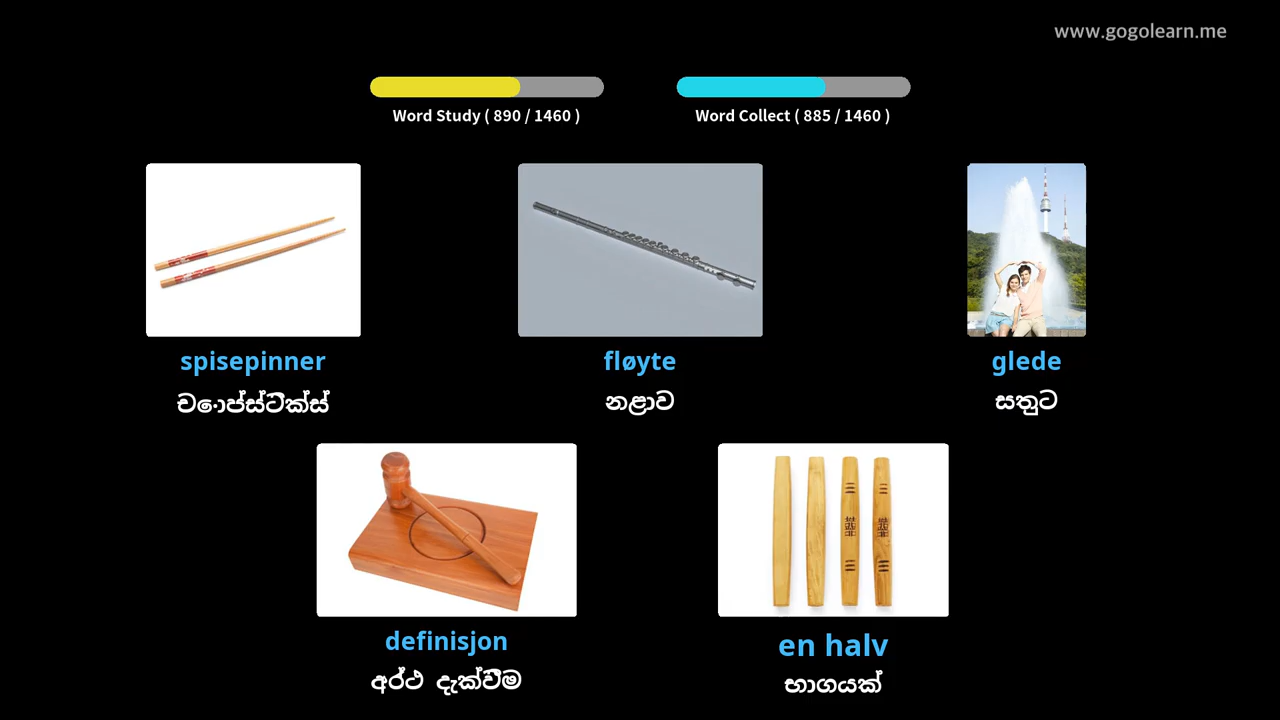 www.gogolearn.me
Word Study ( 890 / 1460 )
Word Collect ( 885 / 1460 )
spisepinner
චොප්ස්ටික්ස්
fløyte
නළාව
glede
සතුට
definisjon
අර්ථ දැක්වීම
en halv
භාගයක්